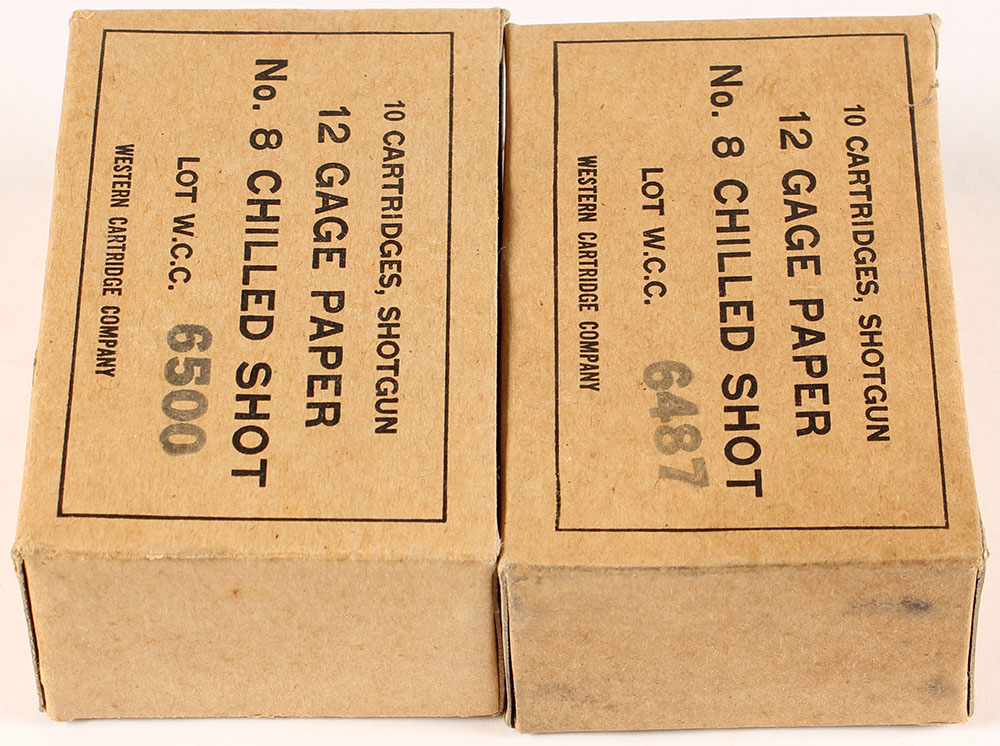 10 CARTRIDGES, SHOTGUN
12 GAGE PAPER
No. 8 CHILLED SHOT
LOT W.C.C. 6500
WESTERN CARTRIDGE COMPANY
10 CARTRIDGES, SHOTGUN
12 GAGE PAPER
No. 8 CHILLED SHOT
LOT W.C.C. 6487
WESTERN CARTRIDGE COMPANY